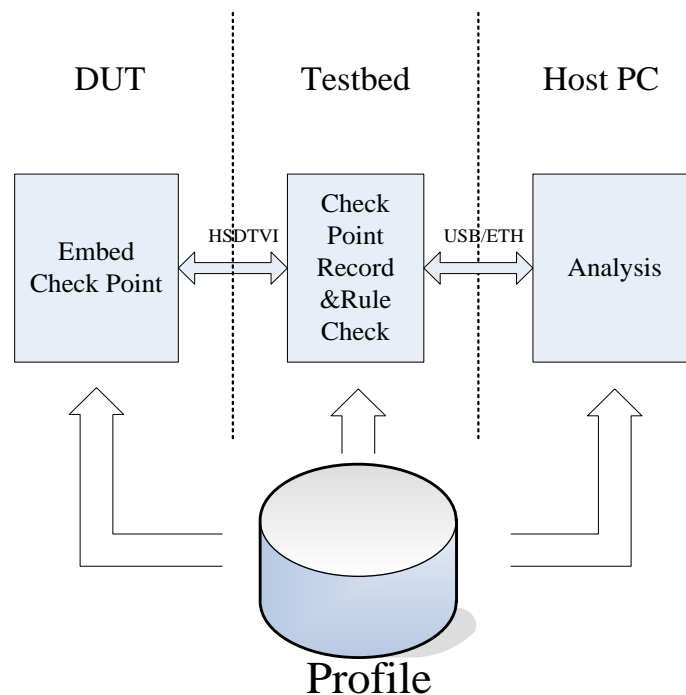 DUT
Testbed
Host PC
Embed
Check Point
HSDTVI
Check
Point
Record
&Rule
Check
USB/ETH
Analysis
Profile